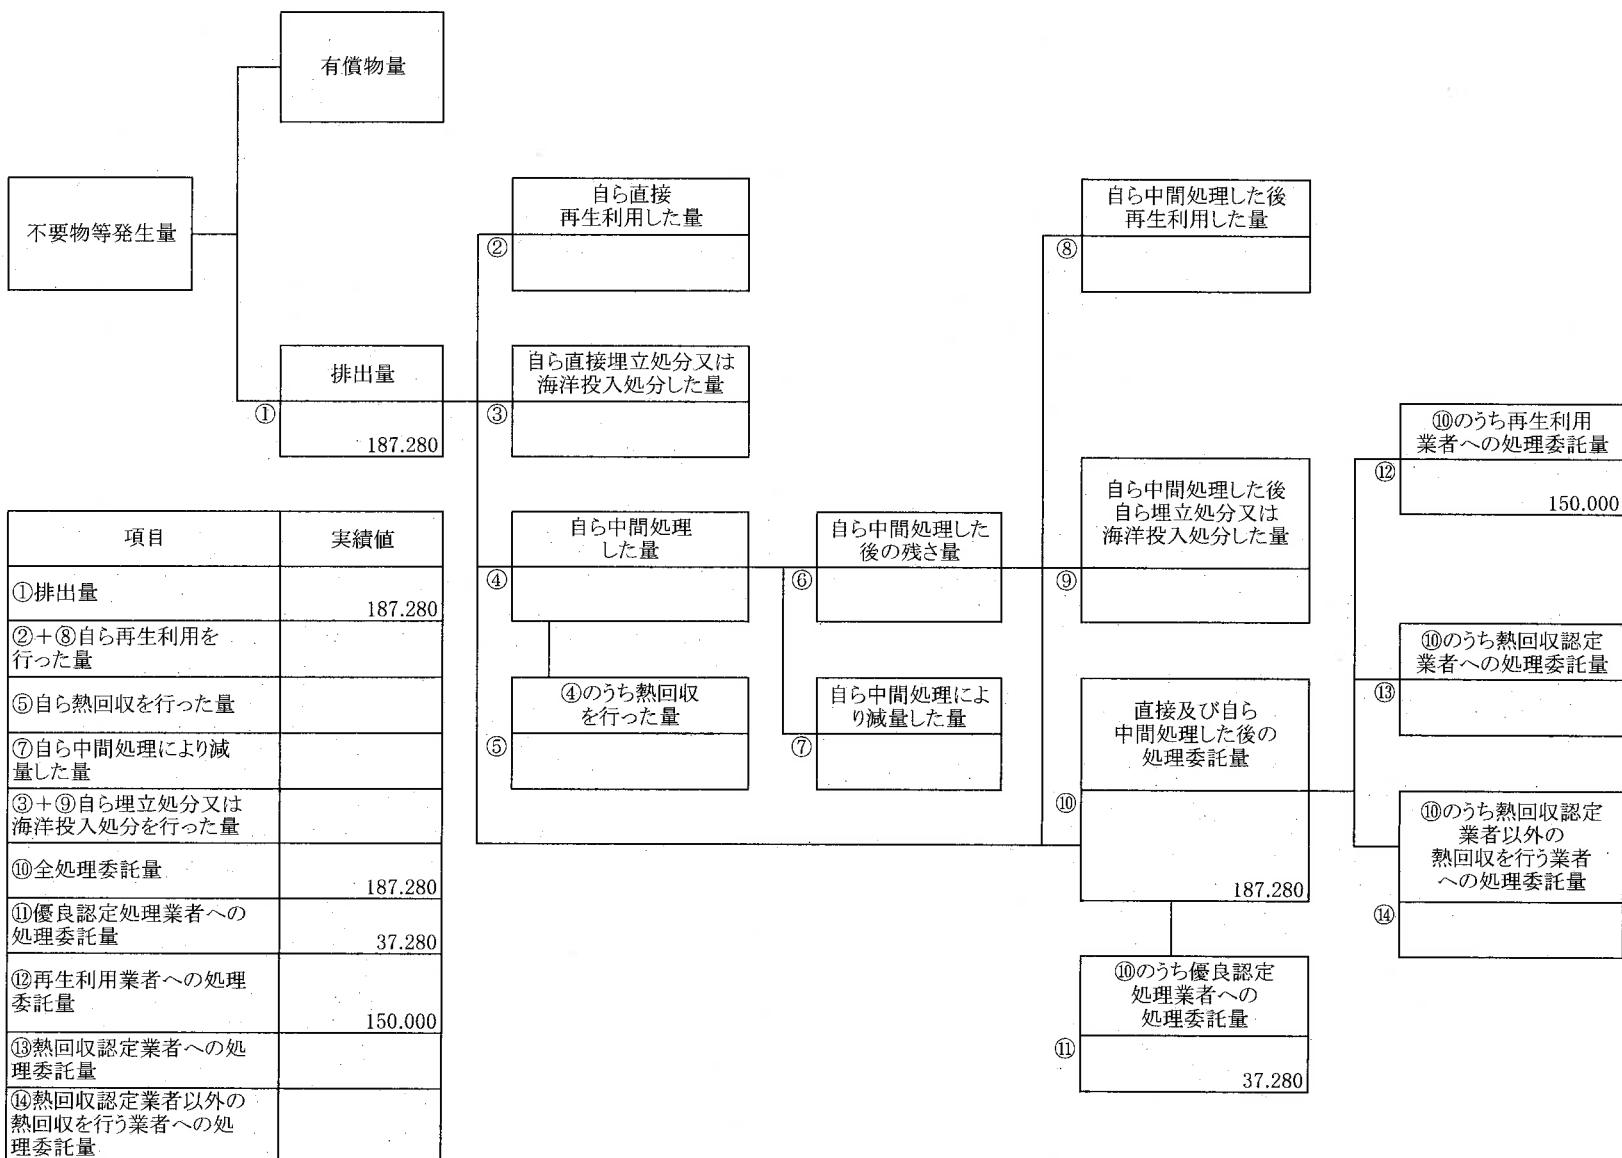 有償物量
不要物等発生量
自ら直接
再生利用した量
②
自ら中間処理した後
再生利用した量
⑧
排出量
①
187.280
自ら直接埋立処分又は
海洋投入処分した量
③
⑩のうち再生利用
業者への処理委託量
⑫
150.000
自ら中間処理
した量
④
自ら中間処理した
後の残さ量
⑥
自ら中間処理した後
自ら埋立処分又は
海洋投入処分した量
⑨
⑩のうち熱回収認定
業者への処理委託量
⑬
④のうち熱回収
を行った量
⑤
自ら中間処理によ
り減量した量
⑦
直接及び自ら
中間処理した後の
処理委託量
⑩
187.280
⑩のうち熱回収認定
業者以外の
熱回収を行う業者
への処理委託量
⑭
⑩のうち優良認定
処理業者への
処理委託量
⑪
37.280
項目
実績値
①排出量
187.280
②+⑧自ら再生利用を
行った量
⑤自ら熱回収を行った量
⑦自ら中間処理により減
量した量
③+⑨自ら埋立処分又は
海洋投入処分を行った量
⑩全処理委託量
187.280
⑪優良認定処理業者への
処理委託量
37.280
⑫再生利用業者への処理
委託量
150.000
⑬熱回収認定業者への処
理委託量
⑭熱回収認定業者以外の
熱回収を行う業者への処
理委託量